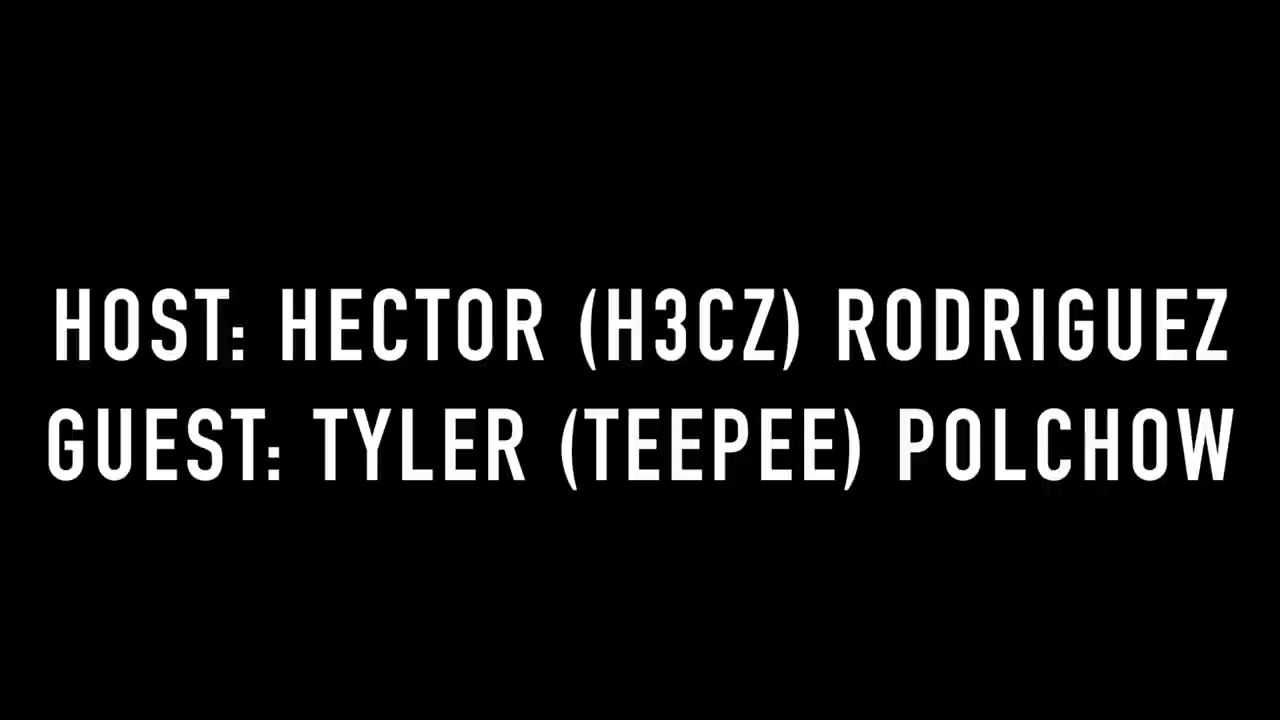 HOST: HECTOR (H3CZ) RODRIGUEZ
GUEST: TYLER (TEEPEE) POLCHOW